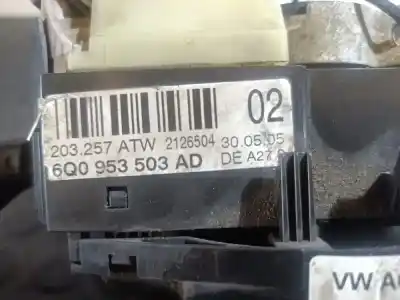 02
203.257 ATW 2126504 30.05.05
6Q0 953 503 AD DE A27
VW